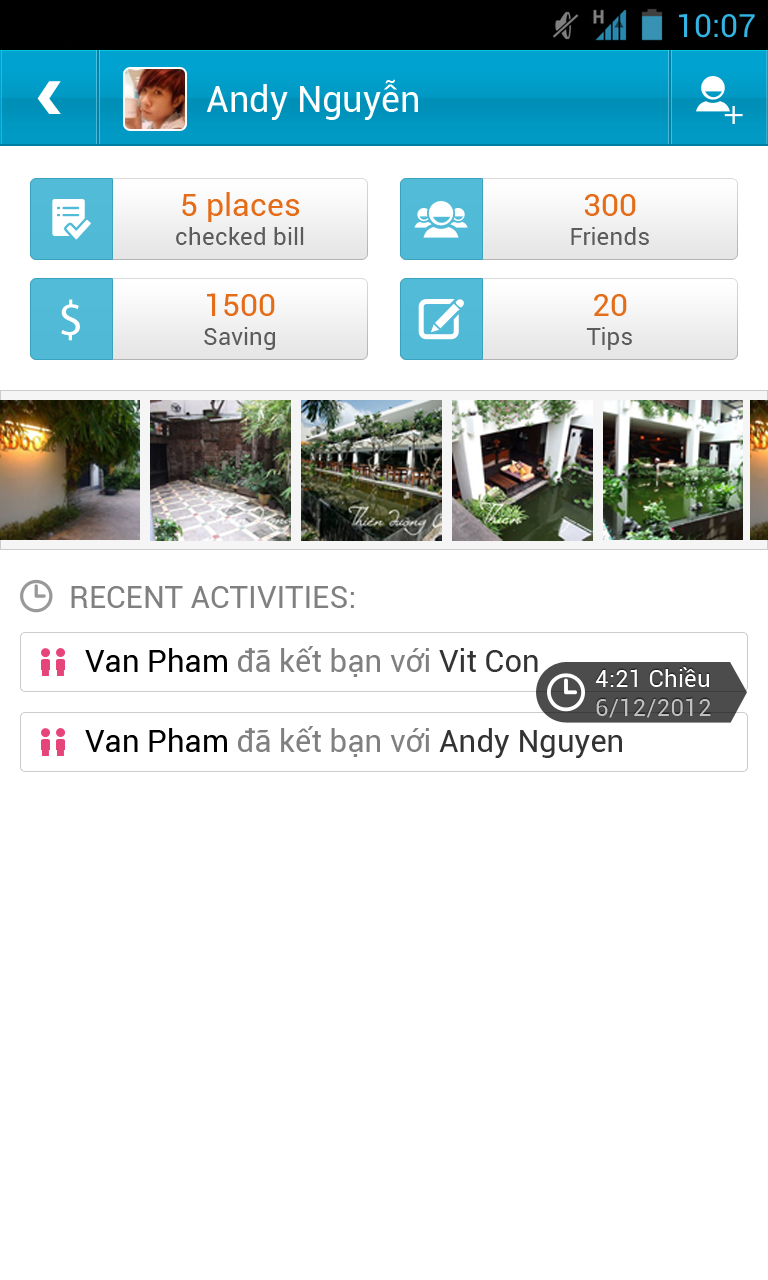 H
10:07
Andy Nguyễn
5 places
checked bill
300
Friends
$
1500
Saving
20
Tips
Thiên đường
RECENT ACTIVITIES:
Van Pham đã kết bạn với Vit Con
4:21 Chiều
6/12/2012
Van Pham đã kết bạn với Andy Nguyen